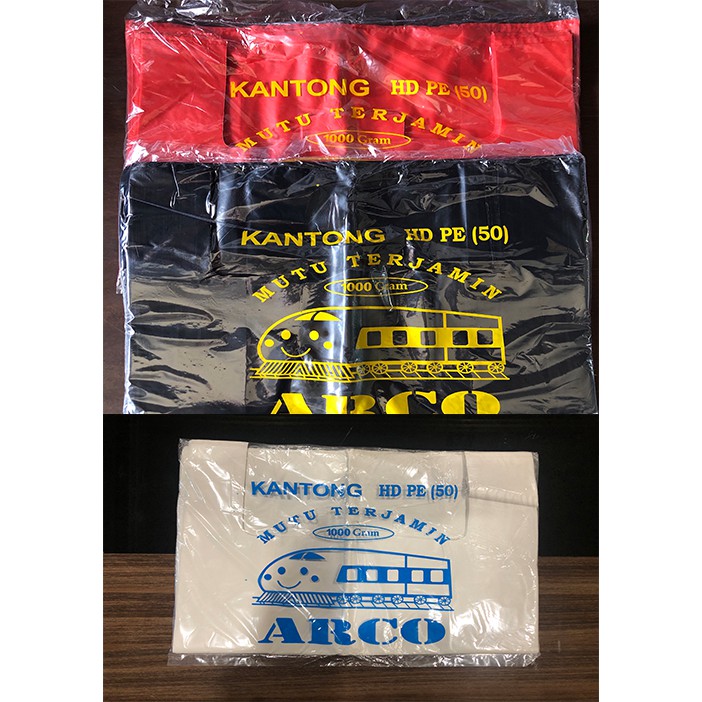 KANTONG HD PE (50)
MUTU TERJAMIN
1000 Gram
KANTONG HD PE (50)
MUTU TERJAMIN
1000 Gram
ARCO
KANTONG HD PE (50)
MUTU TERJAMIN
1000 Gram
ARCO